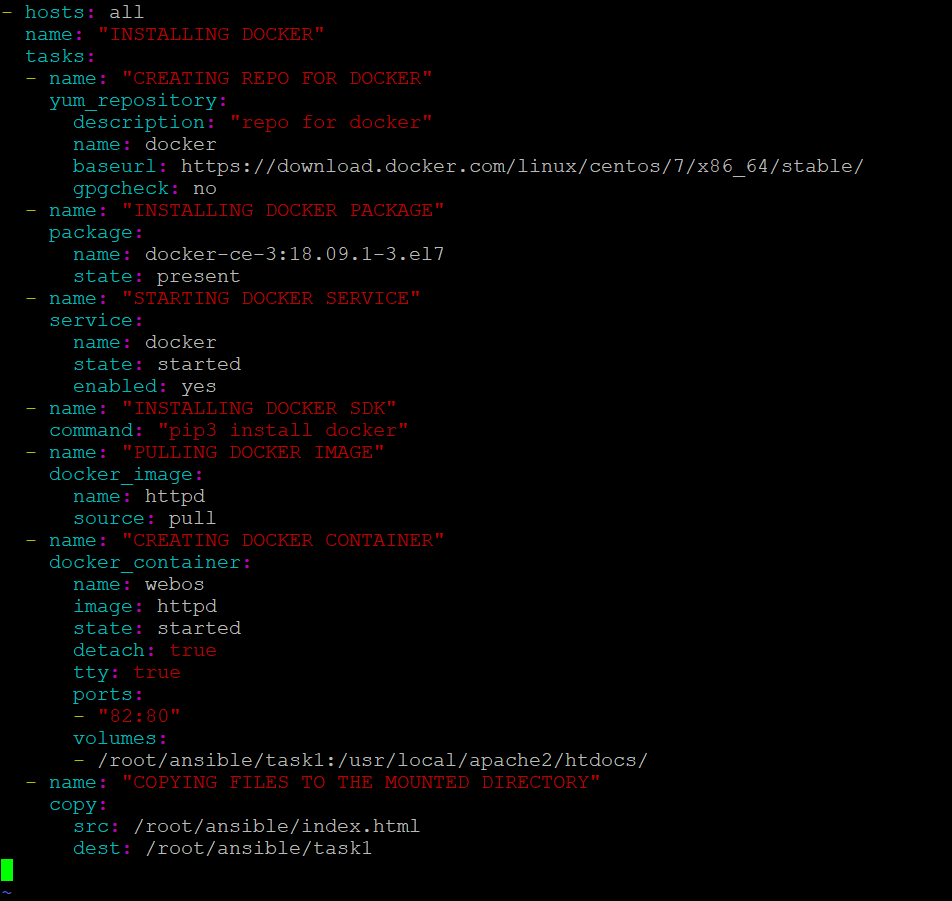 - hosts: all
  name: "INSTALLING DOCKER"
  tasks:
  - name: "CREATING REPO FOR DOCKER"
    yum_repository:
      description: "repo for docker"
      name: docker
      baseurl: https://download.docker.com/linux/centos/7/x86_64/stable/
      gpgcheck: no
  - name: "INSTALLING DOCKER PACKAGE"
    package:
      name: docker-ce-3:18.09.1-3.el7
      state: present
  - name: "STARTING DOCKER SERVICE"
    service:
      name: docker
      state: started
      enabled: yes
  - name: "INSTALLING DOCKER SDK"
    command: "pip3 install docker"
  - name: "PULLING DOCKER IMAGE"
    docker_image:
      name: httpd
      source: pull
  - name: "CREATING DOCKER CONTAINER"
    docker_container:
      name: webos
      image: httpd
      state: started
      detach: true
      tty: true
      ports:
      - "82:80"
      volumes:
      - /root/ansible/task1:/usr/local/apache2/htdocs/
  - name: "COPYING FILES TO THE MOUNTED DIRECTORY"
    copy:
      src: /root/ansible/index.html
      dest: /root/ansible/task1
~